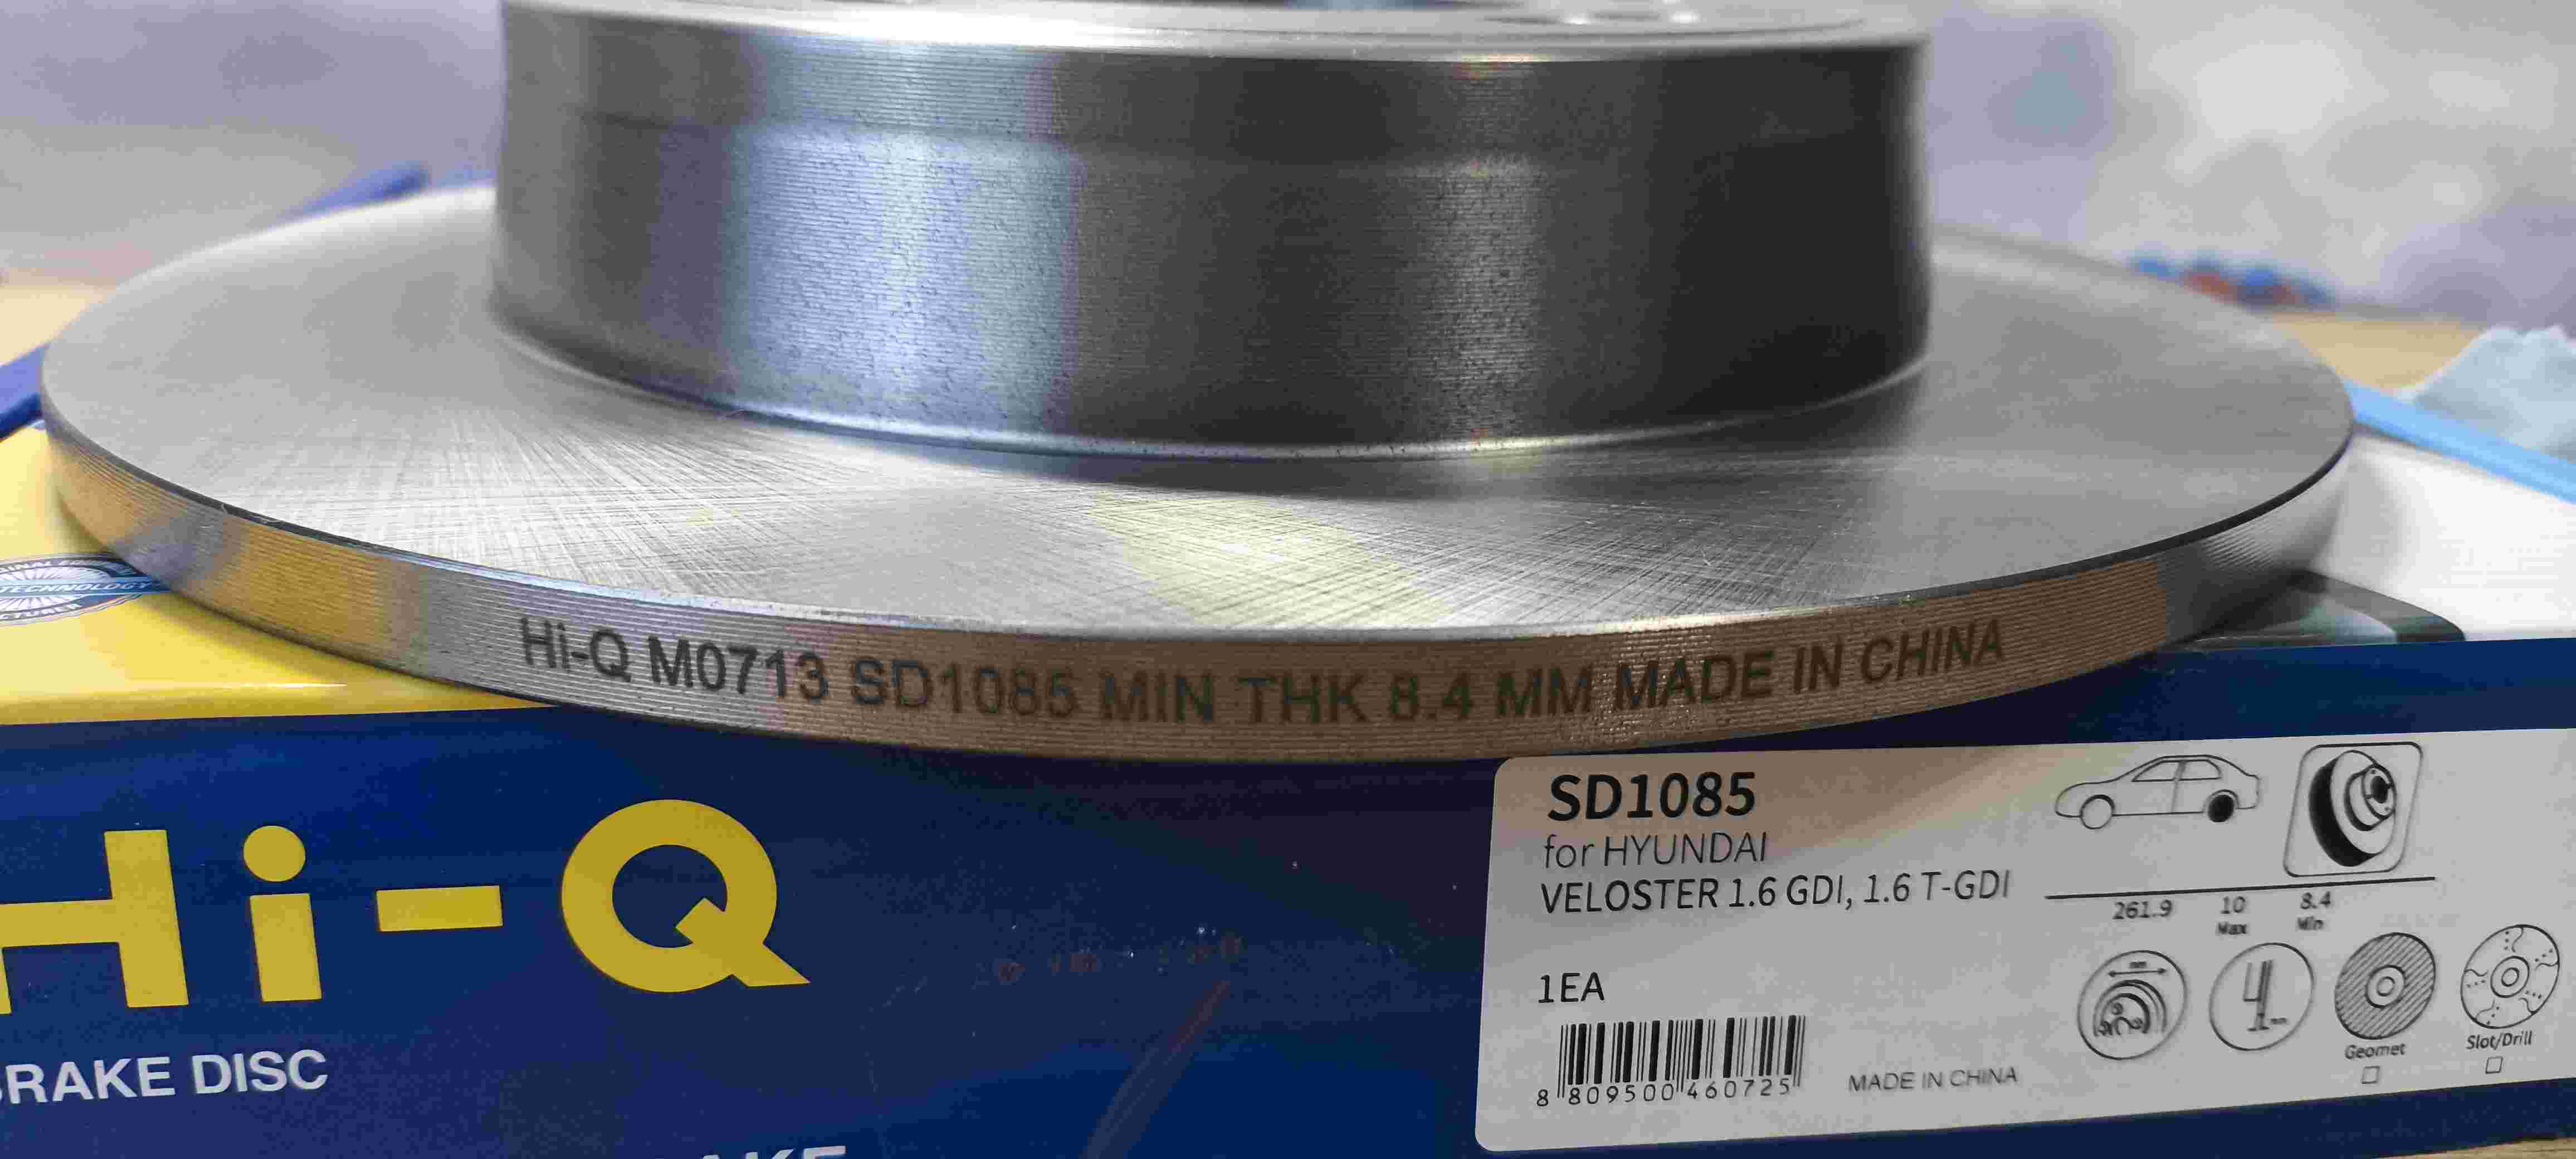 TECHNOLOGY
Hi-Q M0713 SD1085 MIN THK 8.4 MM MADE IN CHINA
Hi-Q
BRAKE DISC
SD1085
for HYUNDAI
VELOSTER 1.6 GDI, 1.6 T-GDI
1EA
8 809500 460725
MADE IN CHINA
261.9 10 8.4
Max Min
Geomet Slot/Drill